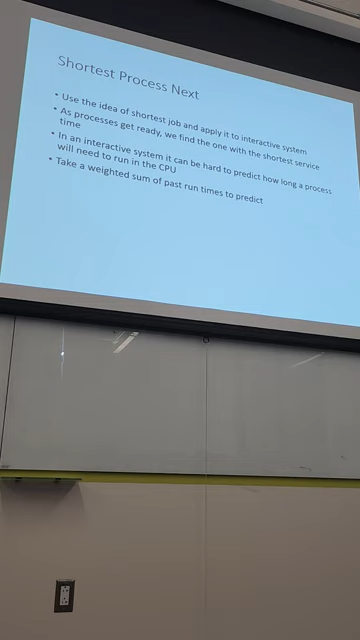 Shortest Process Next
• Use the idea of shortest job and apply it to interactive system
• As processes get ready, we find the one with the shortest service
time
• In an interactive system it can be hard to predict how long a process
will need to run in the CPU
• Take a weighted sum of past run times to predict